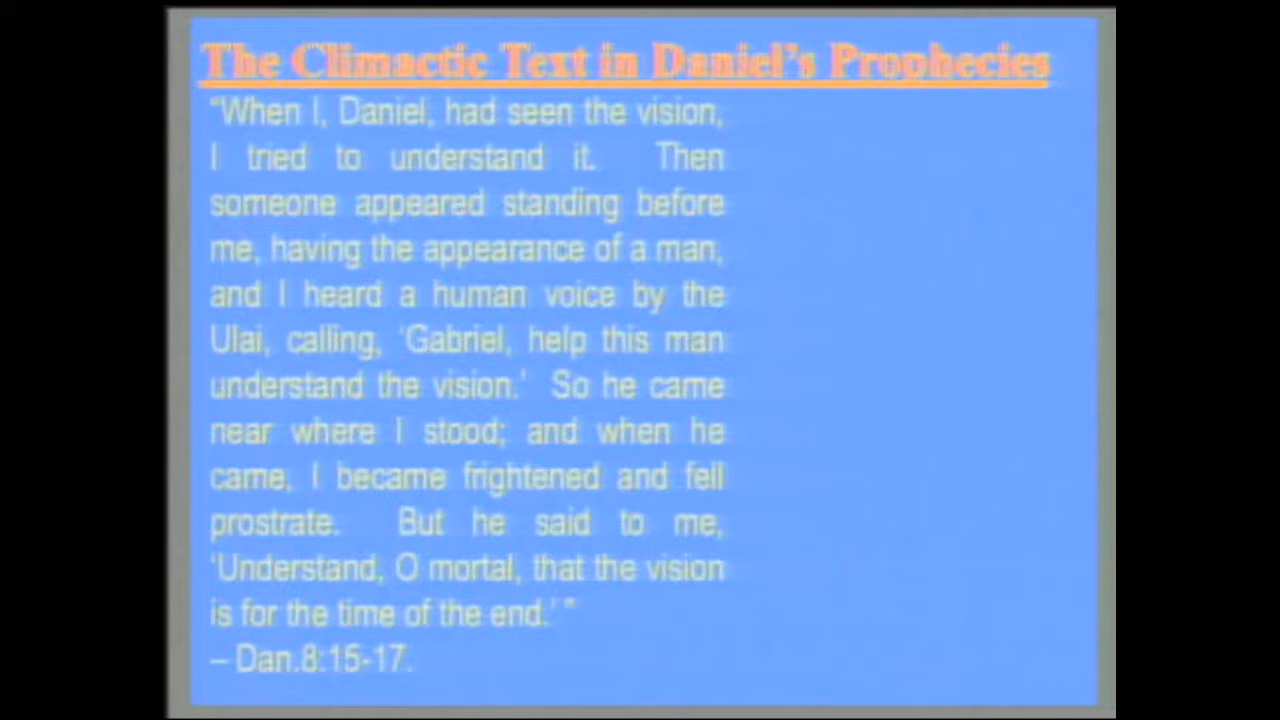 The Climactic Text in Daniel's Prophecies
“When I, Daniel, had seen the vision,
I tried to understand it. Then
someone appeared standing before
me, having the appearance of a man,
and I heard a human voice by the
Ulai, calling, ‘Gabriel, help this man
understand the vision.’ So he came
near where I stood; and when he
came, I became frightened and fell
prostrate. But he said to me,
‘Understand, O mortal, that the vision
is for the time of the end.’ ”
– Dan.8:15-17.